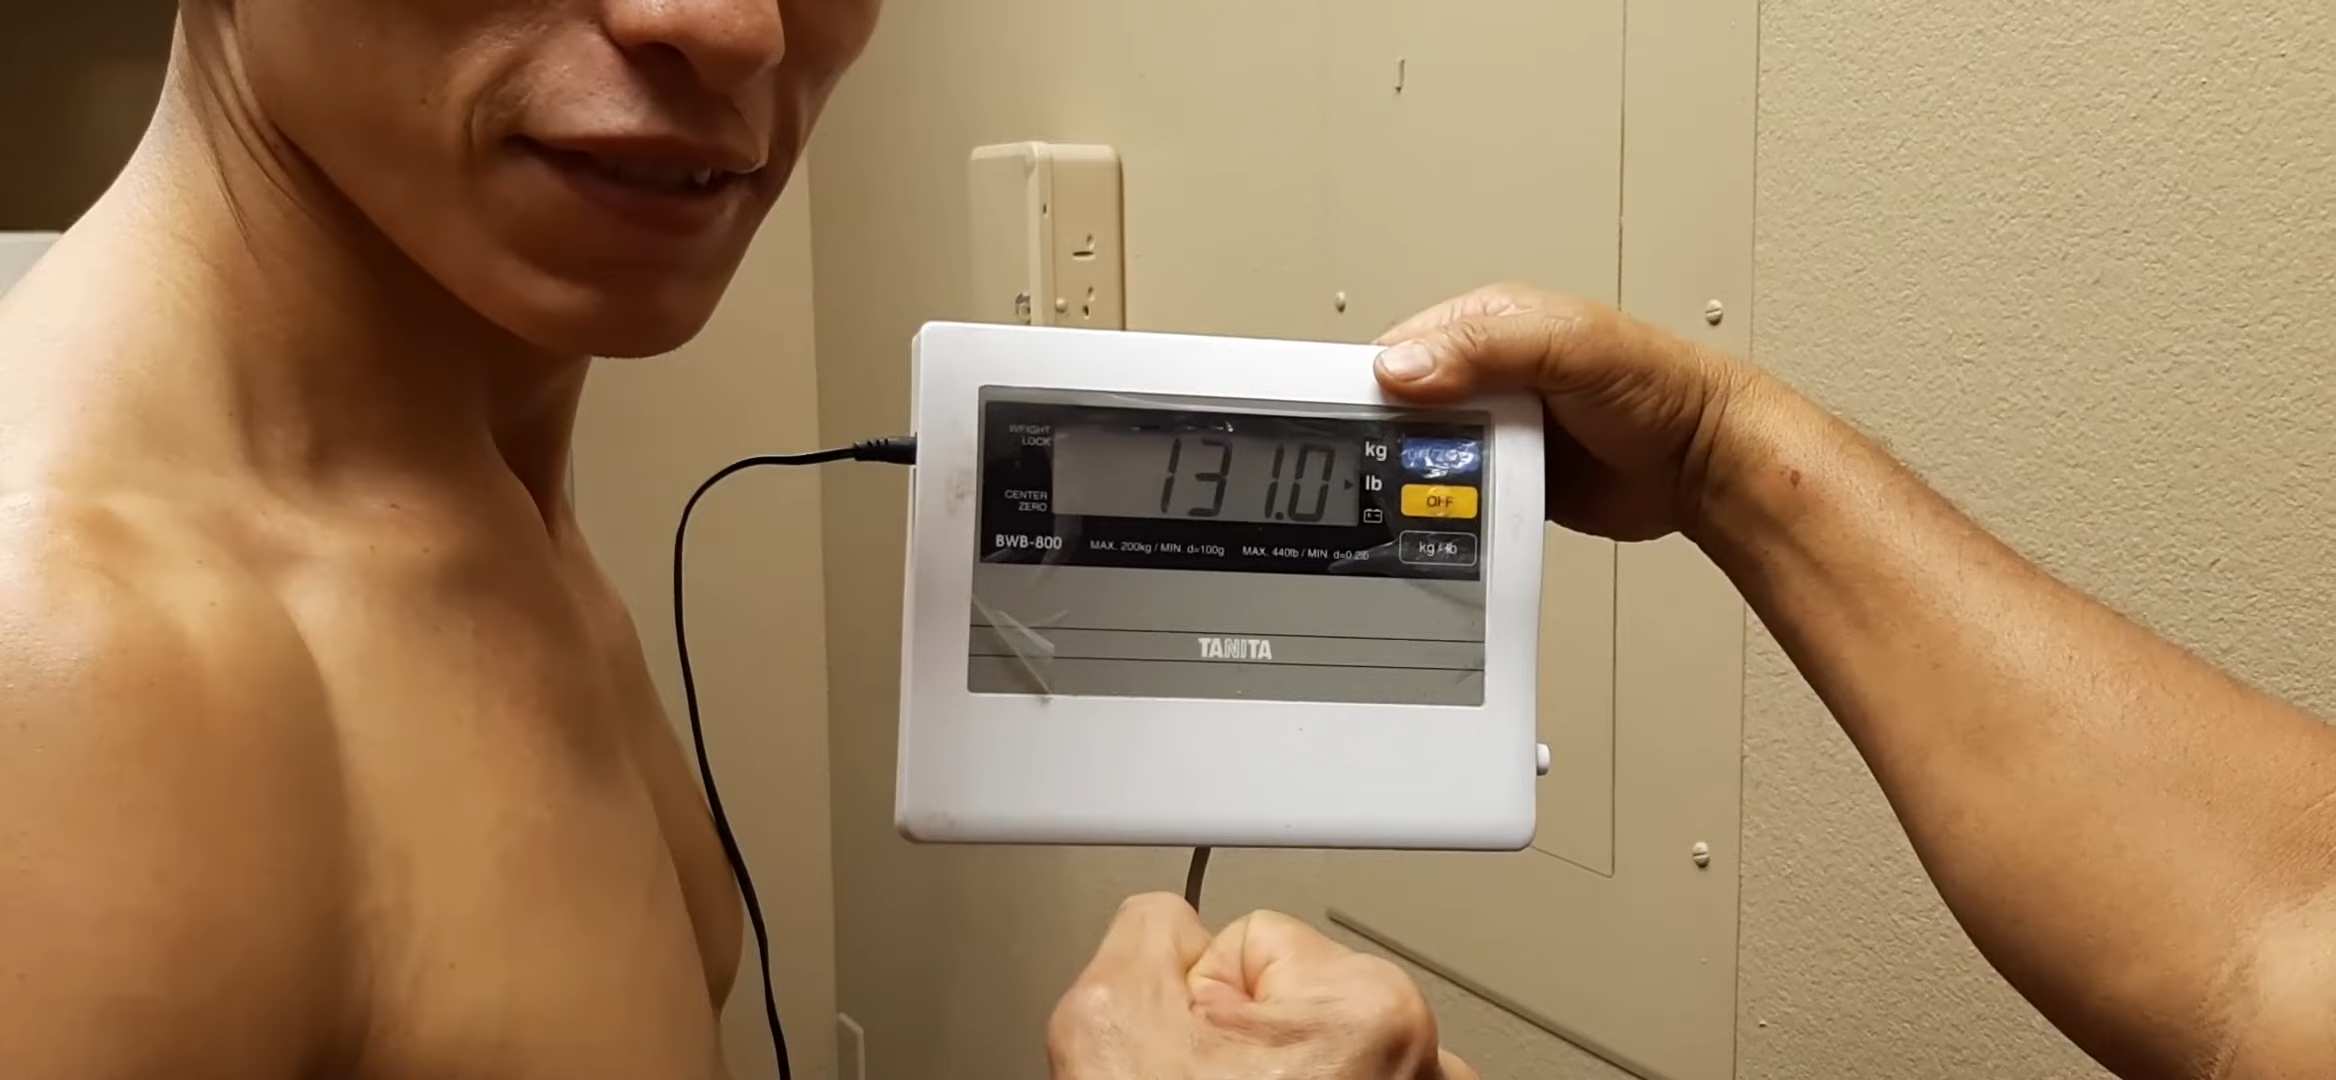 WEIGHT
LOCK
131.0
kg
lb
CENTER
ZERO
OFF
BWB-800
MAX. 200kg / MIN. d=100g
MAX. 440lb / MIN. d=0.2lb
kg / lb
TANITA